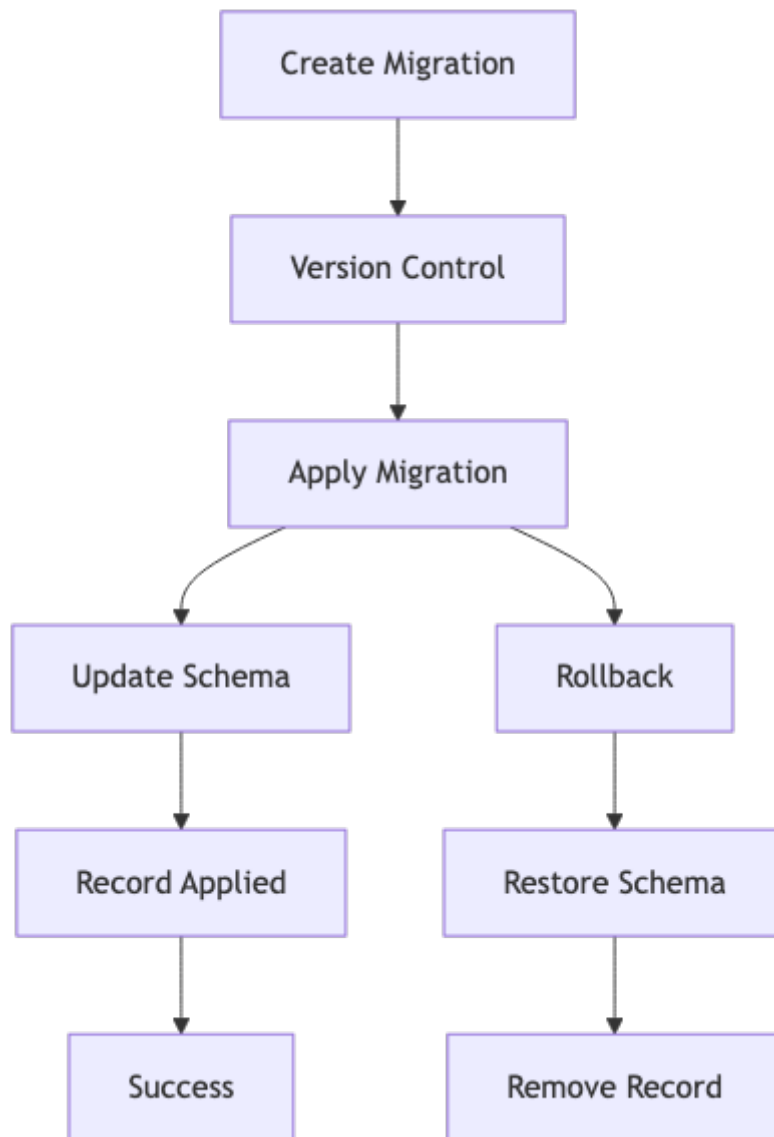 Create Migration
Version Control
Apply Migration
Update Schema
Rollback
Record Applied
Restore Schema
Success
Remove Record